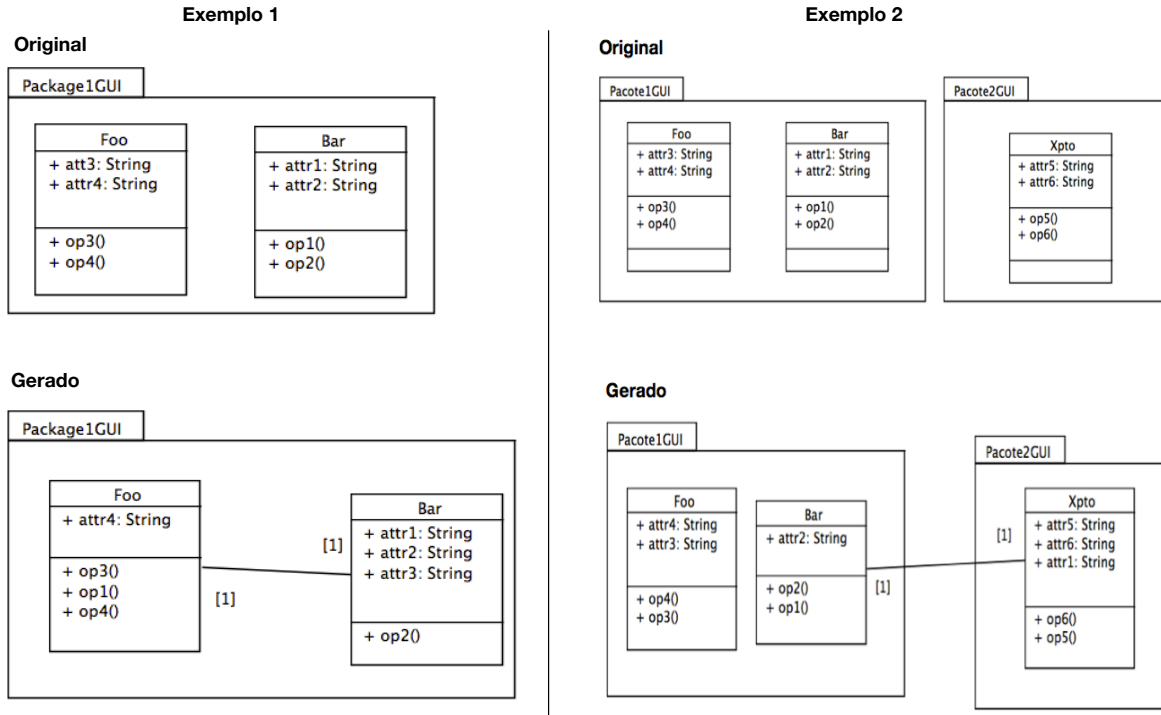 Exemplo 1
Original
Package1GUI
Foo
+ att3: String
+ attr4: String
+ op3()
+ op4()
Bar
+ attr1: String
+ attr2: String
+ op1()
+ op2()
Gerado
Package1GUI
Foo
+ attr4: String
+ op3()
+ op1()
+ op4()
[1]
[1]
Bar
+ attr1: String
+ attr2: String
+ attr3: String
+ op2()
Exemplo 2
Original
Pacote1GUI
Foo
+ attr3: String
+ attr4: String
+ op3()
+ op4()
Bar
+ attr1: String
+ attr2: String
+ op1()
+ op2()
Pacote2GUI
Xpto
+ attr5: String
+ attr6: String
+ op5()
+ op6()
Gerado
Pacote1GUI
Foo
+ attr4: String
+ attr3: String
+ op4()
+ op3()
Bar
+ attr2: String
+ op2()
+ op1()
[1]
[1]
Pacote2GUI
Xpto
+ attr5: String
+ attr6: String
+ attr1: String
+ op6()
+ op5()